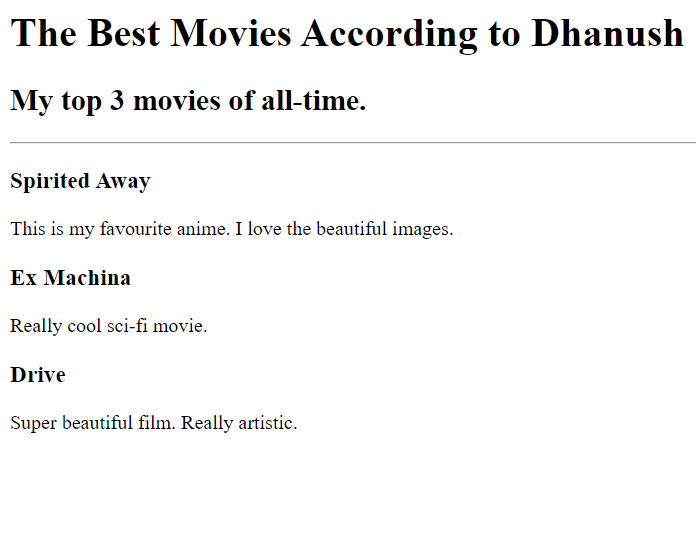 The Best Movies According to Dhanush
My top 3 movies of all-time.
Spirited Away
This is my favourite anime. I love the beautiful images.
Ex Machina
Really cool sci-fi movie.
Drive
Super beautiful film. Really artistic.